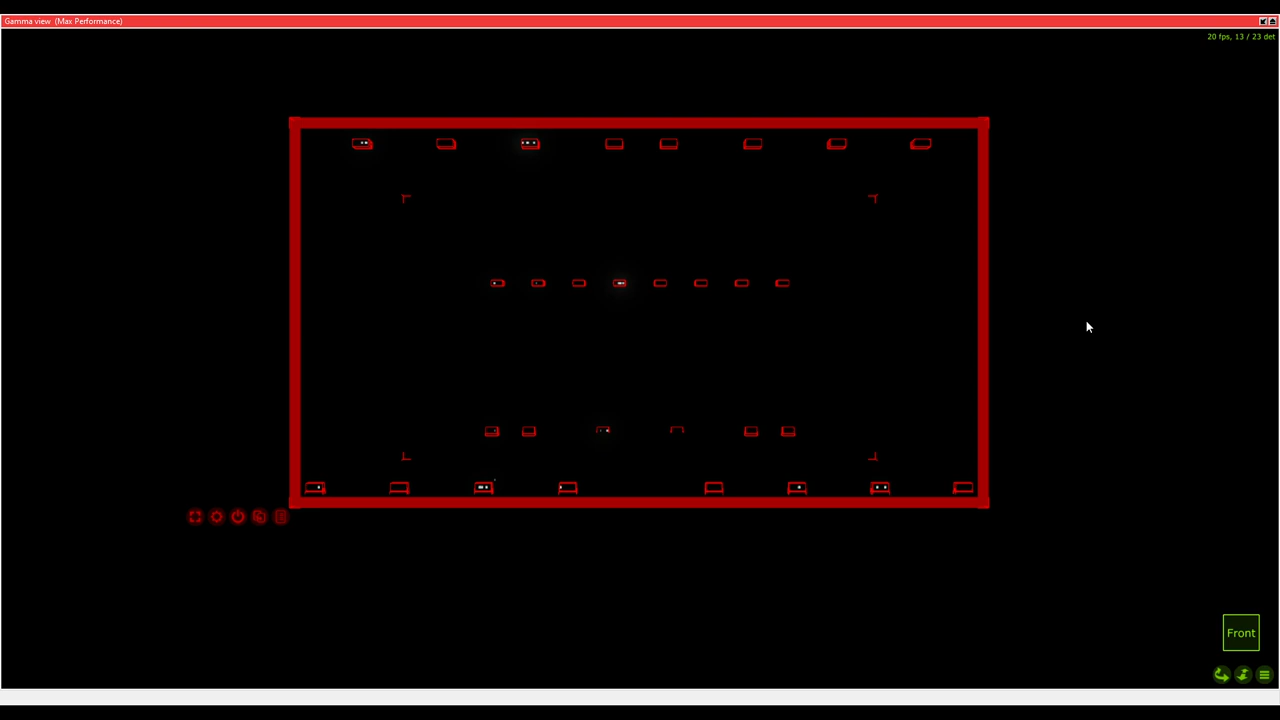 Gamma view  (Max Performance)
20 fps, 13 / 23 det
Front